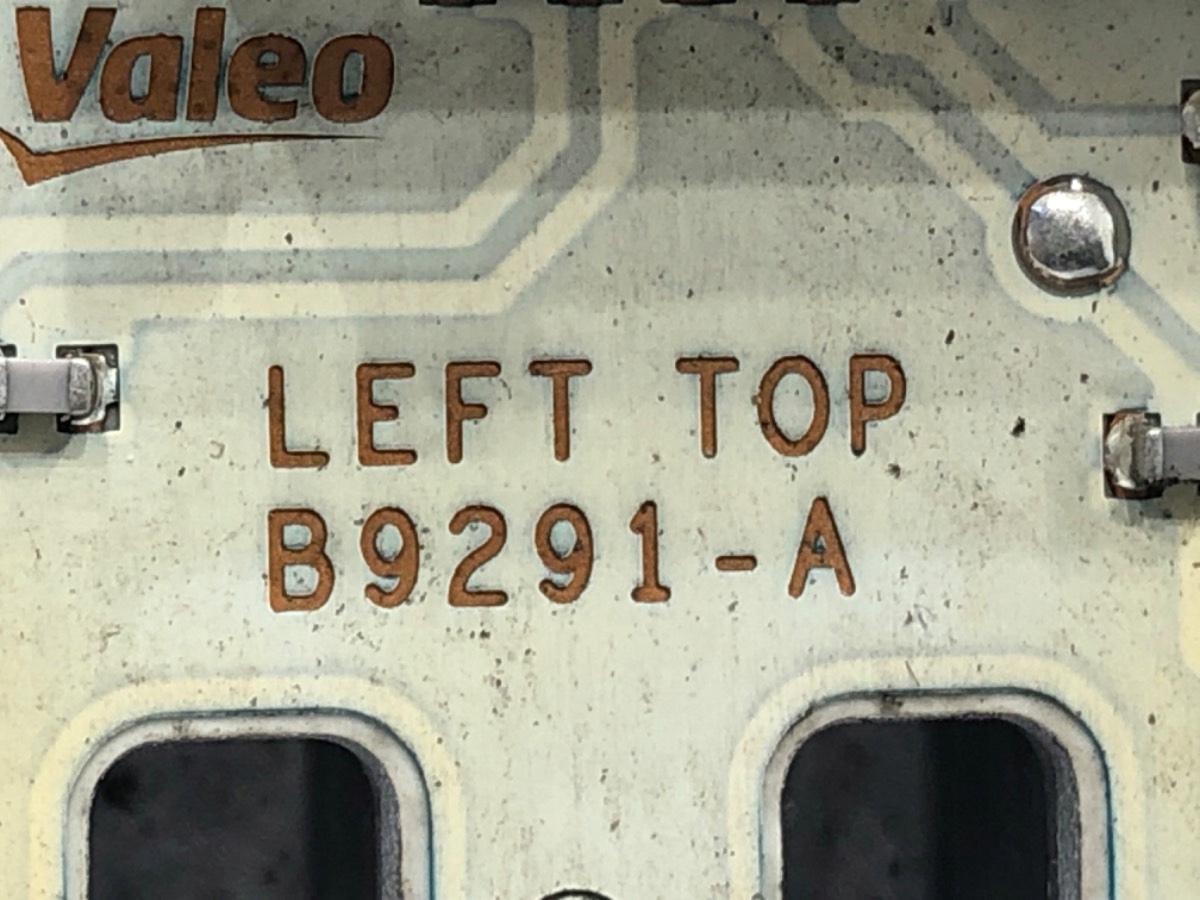 Valeo
LEFT TOP
B9291-A